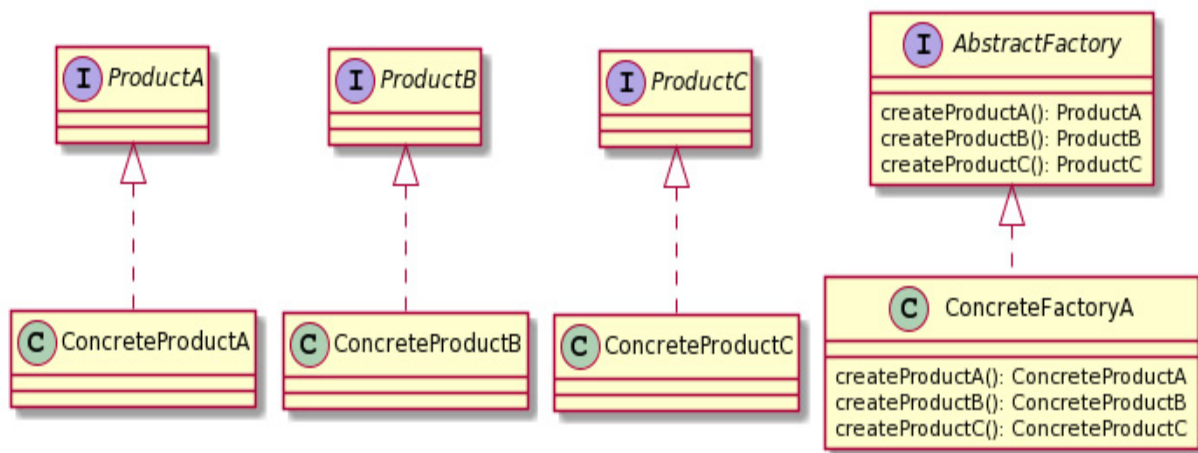 I ProductA
I ProductB
I ProductC
I AbstractFactory
createProductA(): ProductA
createProductB(): ProductB
createProductC(): ProductC
C ConcreteProductA
C ConcreteProductB
C ConcreteProductC
C ConcreteFactoryA
createProductA(): ConcreteProductA
createProductB(): ConcreteProductB
createProductC(): ConcreteProductC